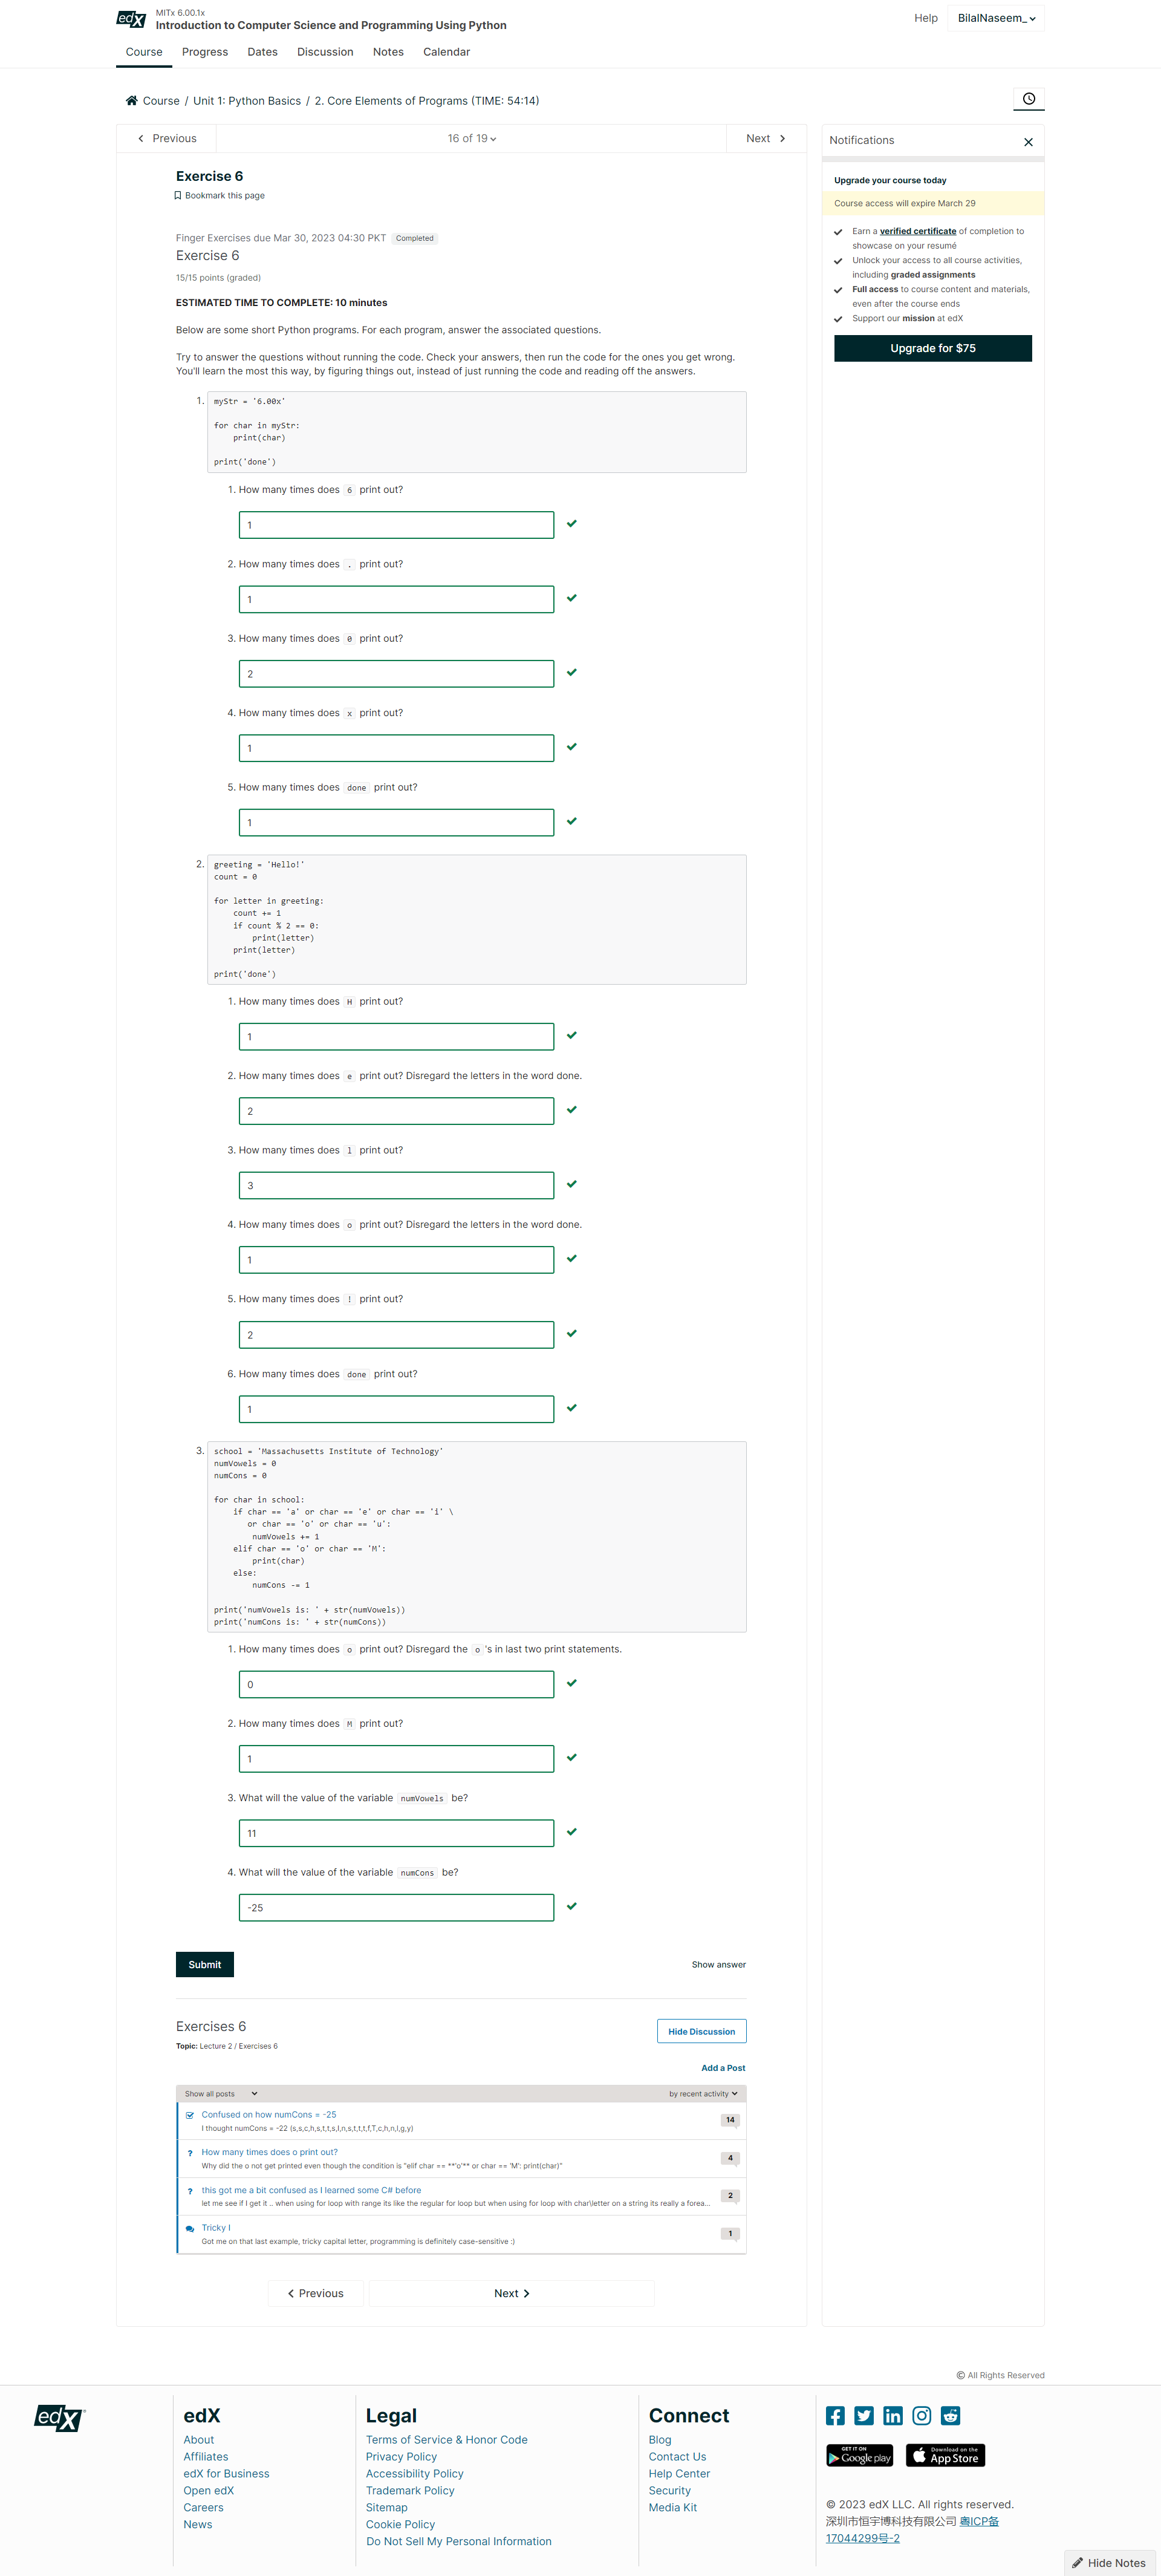 edX
MITx 6.00.1x
Introduction to Computer Science and Programming Using Python
Help
BilalNaseem_
Course
Progress
Dates
Discussion
Notes
Calendar
Course / Unit 1: Python Basics / 2. Core Elements of Programs (TIME: 54:14)
Previous
16 of 19
Next
Exercise 6
Bookmark this page
Finger Exercises due Mar 30, 2023 04:30 PKT Completed
Exercise 6
15/15 points (graded)
ESTIMATED TIME TO COMPLETE: 10 minutes
Below are some short Python programs. For each program, answer the associated questions.
Try to answer the questions without running the code. Check your answers, then run the code for the ones you get wrong.
You'll learn the most this way, by figuring things out, instead of just running the code and reading off the answers.
1.
myStr = '6.00x'
for char in myStr:
print(char)
print('done')
1. How many times does 6 print out?
1
2. How many times does . print out?
1
3. How many times does 0 print out?
2
4. How many times does x print out?
1
5. How many times does done print out?
1
2.
greeting = 'Hello!'
count = 0
for letter in greeting:
count += 1
if count % 2 == 0:
print(letter)
print(letter)
print('done')
1. How many times does H print out?
1
2. How many times does e print out? Disregard the letters in the word done.
2
3. How many times does l print out?
3
4. How many times does o print out? Disregard the letters in the word done.
1
5. How many times does ! print out?
2
6. How many times does done print out?
1
3.
school = 'Massachusetts Institute of Technology'
numVowels = 0
numCons = 0
for char in school:
if char == 'a' or char == 'e' or char == 'i' \
or char == 'o' or char == 'u':
numVowels += 1
elif char == 'o' or char == 'M':
print(char)
else:
numCons -= 1
print('numVowels is: ' + str(numVowels))
print('numCons is: ' + str(numCons))
1. How many times does o print out? Disregard the o 's in last two print statements.
0
2. How many times does M print out?
1
3. What will the value of the variable numVowels be?
11
4. What will the value of the variable numCons be?
-25
Submit
Show answer
Exercises 6
Hide Discussion
Topic: Lecture 2 / Exercises 6
Add a Post
Show all posts
by recent activity
Confused on how numCons = -25
I thought numCons = -22 (s,s,c,h,s,t,t,s,I,n,s,t,t,t,f,T,c,h,n,l,g,y)
14
How many times does o print out?
Why did the o not get printed even though the condition is "elif char == **'o'** or char == 'M': print(char)"
4
this got me a bit confused as I learned some C# before
let me see if I get it .. when using for loop with range its like the regular for loop but when using for loop with char\letter on a string its really a forea...
2
Tricky I
Got me on that last example, tricky capital letter, programming is definitely case-sensitive :)
1
Previous
Next
Notifications
Upgrade your course today
Course access will expire March 29
Earn a verified certificate of completion to
showcase on your resumé
Unlock your access to all course activities,
including graded assignments
Full access to course content and materials,
even after the course ends
Support our mission at edX
Upgrade for $75
© All Rights Reserved
edX
edX
About
Affiliates
edX for Business
Open edX
Careers
News
Legal
Terms of Service & Honor Code
Privacy Policy
Accessibility Policy
Trademark Policy
Sitemap
Cookie Policy
Do Not Sell My Personal Information
Connect
Blog
Contact Us
Help Center
Security
Media Kit
GET IT ON
Google play
Download on the
App Store
© 2023 edX LLC. All rights reserved.
深圳市恒宇博科技有限公司 粤ICP备
17044299号-2
Hide Notes